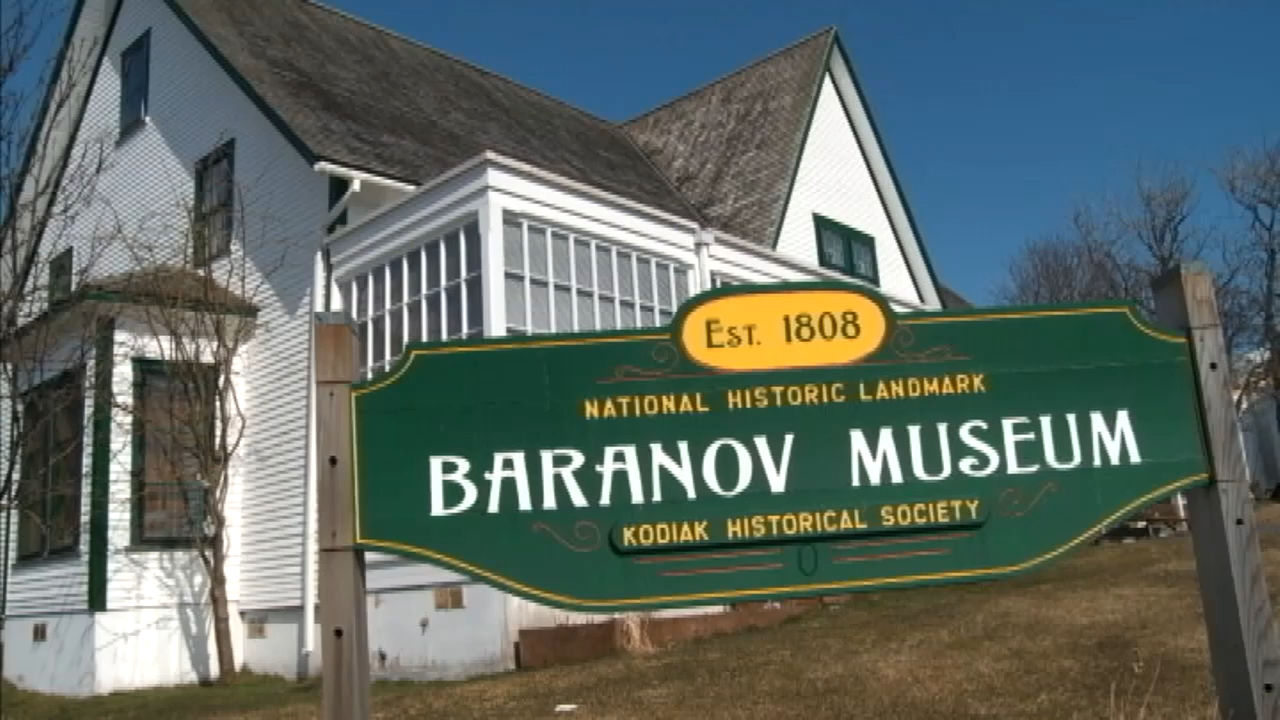 Est. 1808
NATIONAL HISTORIC LANDMARK
BARANOV MUSEUM
KODIAK HISTORICAL SOCIETY